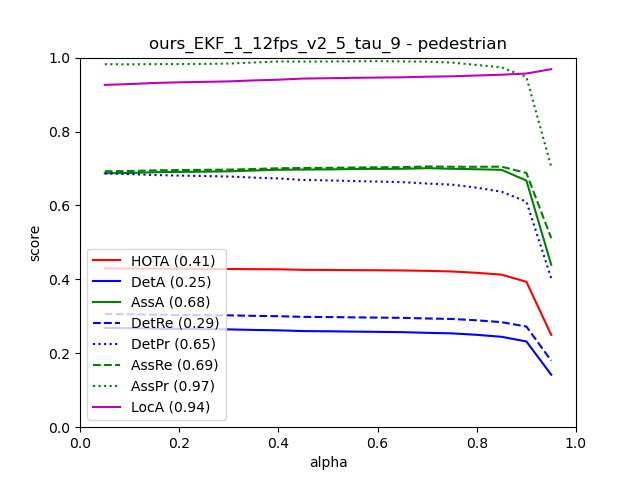 ours_EKF_1_12fps_v2_5_tau_9 - pedestrian
1.0
0.8
0.6
0.4
0.2
0.0
score
HOTA (0.41)
DetA (0.25)
AssA (0.68)
DetRe (0.29)
DetPr (0.65)
AssRe (0.69)
AssPr (0.97)
LocA (0.94)
0.0 0.2 0.4 0.6 0.8 1.0
alpha